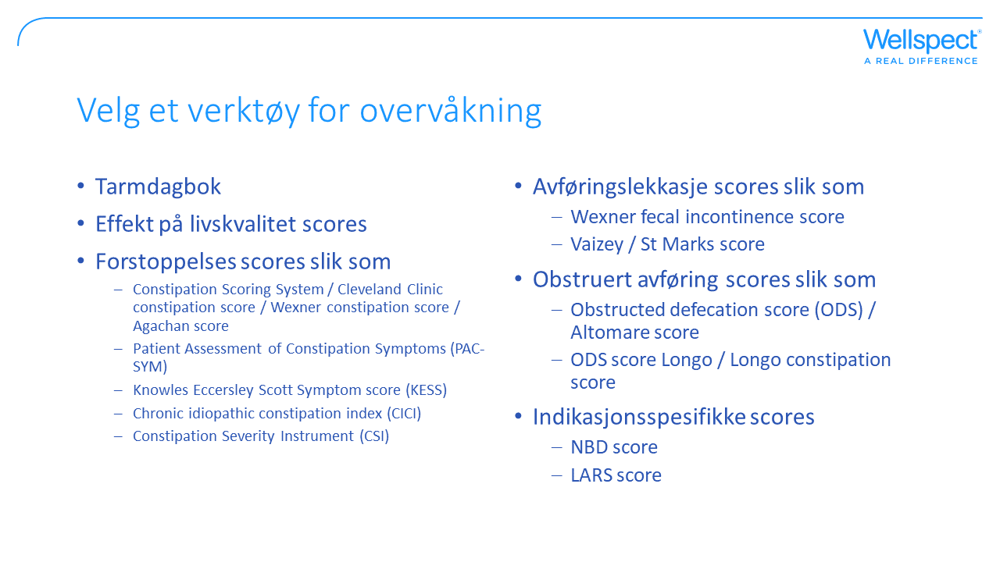 Wellspect®
A REAL DIFFERENCE
Velg et verktøy for overvåkning
• Tarmdagbok
• Effekt på livskvalitet scores
• Forstoppelses scores slik som
– Constipation Scoring System / Cleveland Clinic
constipation score / Wexner constipation score /
Agachan score
– Patient Assessment of Constipation Symptoms (PAC-
SYM)
– Knowles Eccersley Scott Symptom score (KESS)
– Chronic idiopathic constipation index (CICI)
– Constipation Severity Instrument (CSI)
• Avføringslekkasje scores slik som
– Wexner fecal incontinence score
– Vaizey / St Marks score
• Obstruert avføring scores slik som
– Obstructed defecation score (ODS) /
Altomare score
– ODS score Longo / Longo constipation
score
• Indikasjonsspesifikke scores
– NBD score
– LARS score